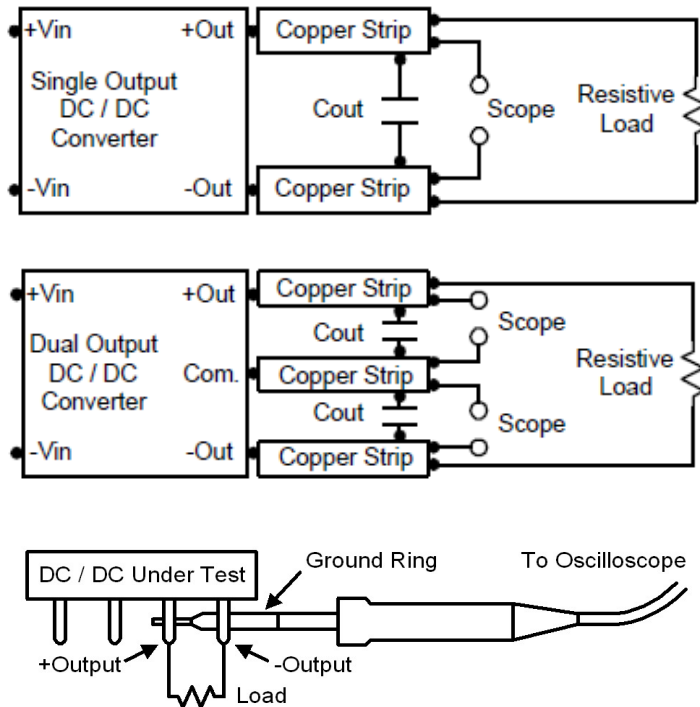 +Vin
+Out
Copper Strip
Single Output
DC / DC
Converter
Cout
Scope
Resistive
Load
-Vin
-Out
Copper Strip
+Vin
+Out
Copper Strip
Cout
Scope
Dual Output
DC / DC
Converter
Com.
Copper Strip
Resistive
Load
Cout
Scope
-Vin
-Out
Copper Strip
Ground Ring
To Oscilloscope
DC / DC Under Test
+Output
-Output
Load